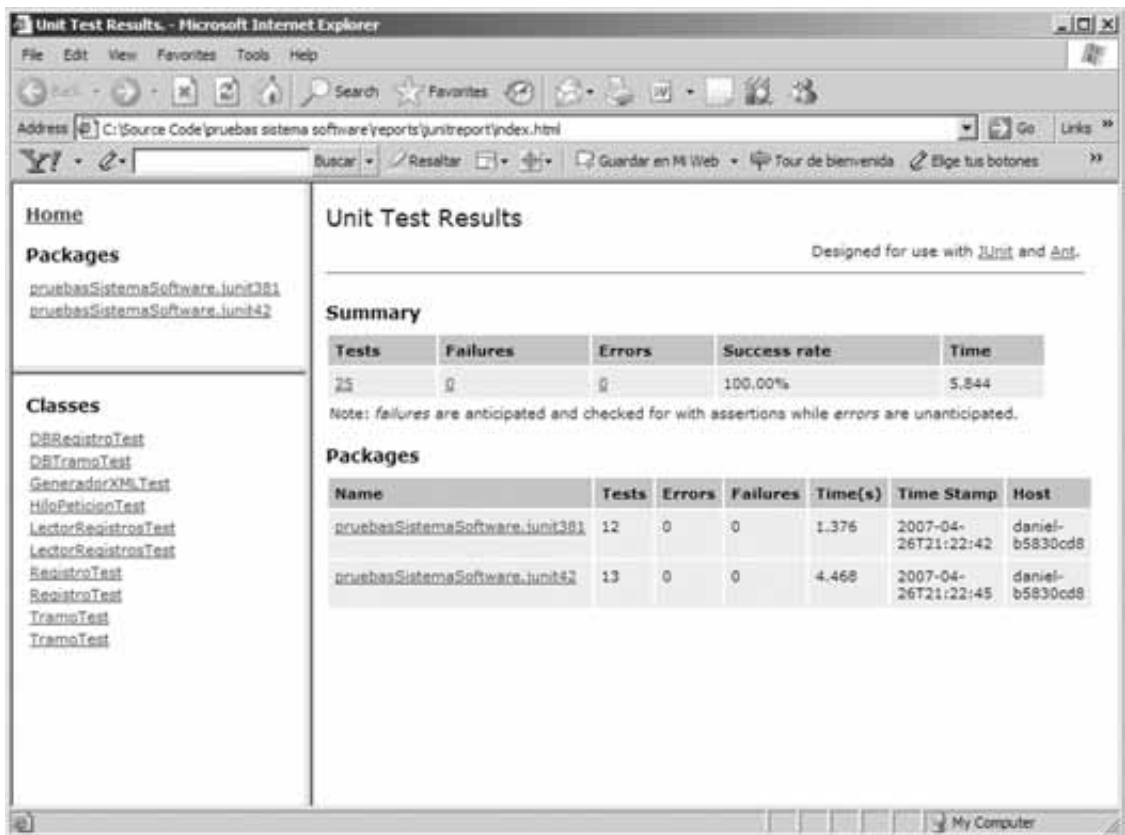 Unit Test Results. - Microsoft Internet Explorer
File Edit View Favorites Tools Help
Back Search Favorites
Address C:\Source Code\pruebas sistema software\reports\junitreport\index.html Go Links »
Y! Buscar Resaltar Guardar en Mi Web Tour de bienvenida Elige tus botones »
Home
Packages
pruebasSistemaSoftware.junit381
pruebasSistemaSoftware.junit42
Classes
DBRegistroTest
DBTramoTest
GeneradorXMLTest
HiloPeticionTest
LectorRegistrosTest
LectorRegistrosTest
RegistroTest
RegistroTest
TramoTest
TramoTest
Unit Test Results
Designed for use with JUnit and Ant.
Summary
Tests Failures Errors Success rate Time
25 0 0 100.00% 5.844
Note: failures are anticipated and checked for with assertions while errors are unanticipated.
Packages
Name Tests Errors Failures Time(s) Time Stamp Host
pruebasSistemaSoftware.junit381 12 0 0 1.376 2007-04- daniel-
26T21:22:42 b5830cd8
pruebasSistemaSoftware.junit42 13 0 0 4.468 2007-04- daniel-
26T21:22:45 b5830cd8
My Computer